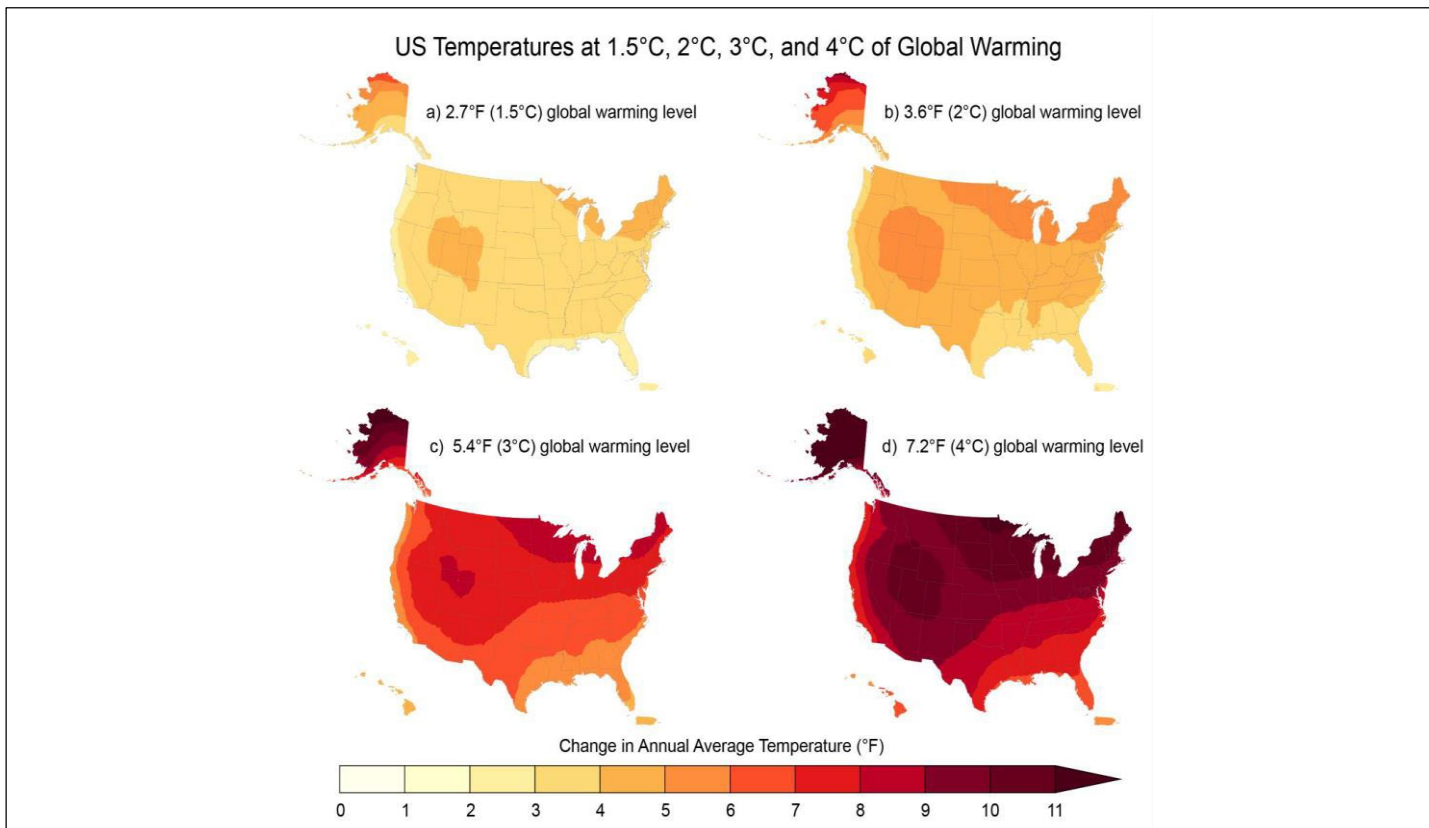 US Temperatures at 1.5°C, 2°C, 3°C, and 4°C of Global Warming
a) 2.7°F (1.5°C) global warming level
b) 3.6°F (2°C) global warming level
c) 5.4°F (3°C) global warming level
d) 7.2°F (4°C) global warming level
Change in Annual Average Temperature (°F)
0 1 2 3 4 5 6 7 8 9 10 11